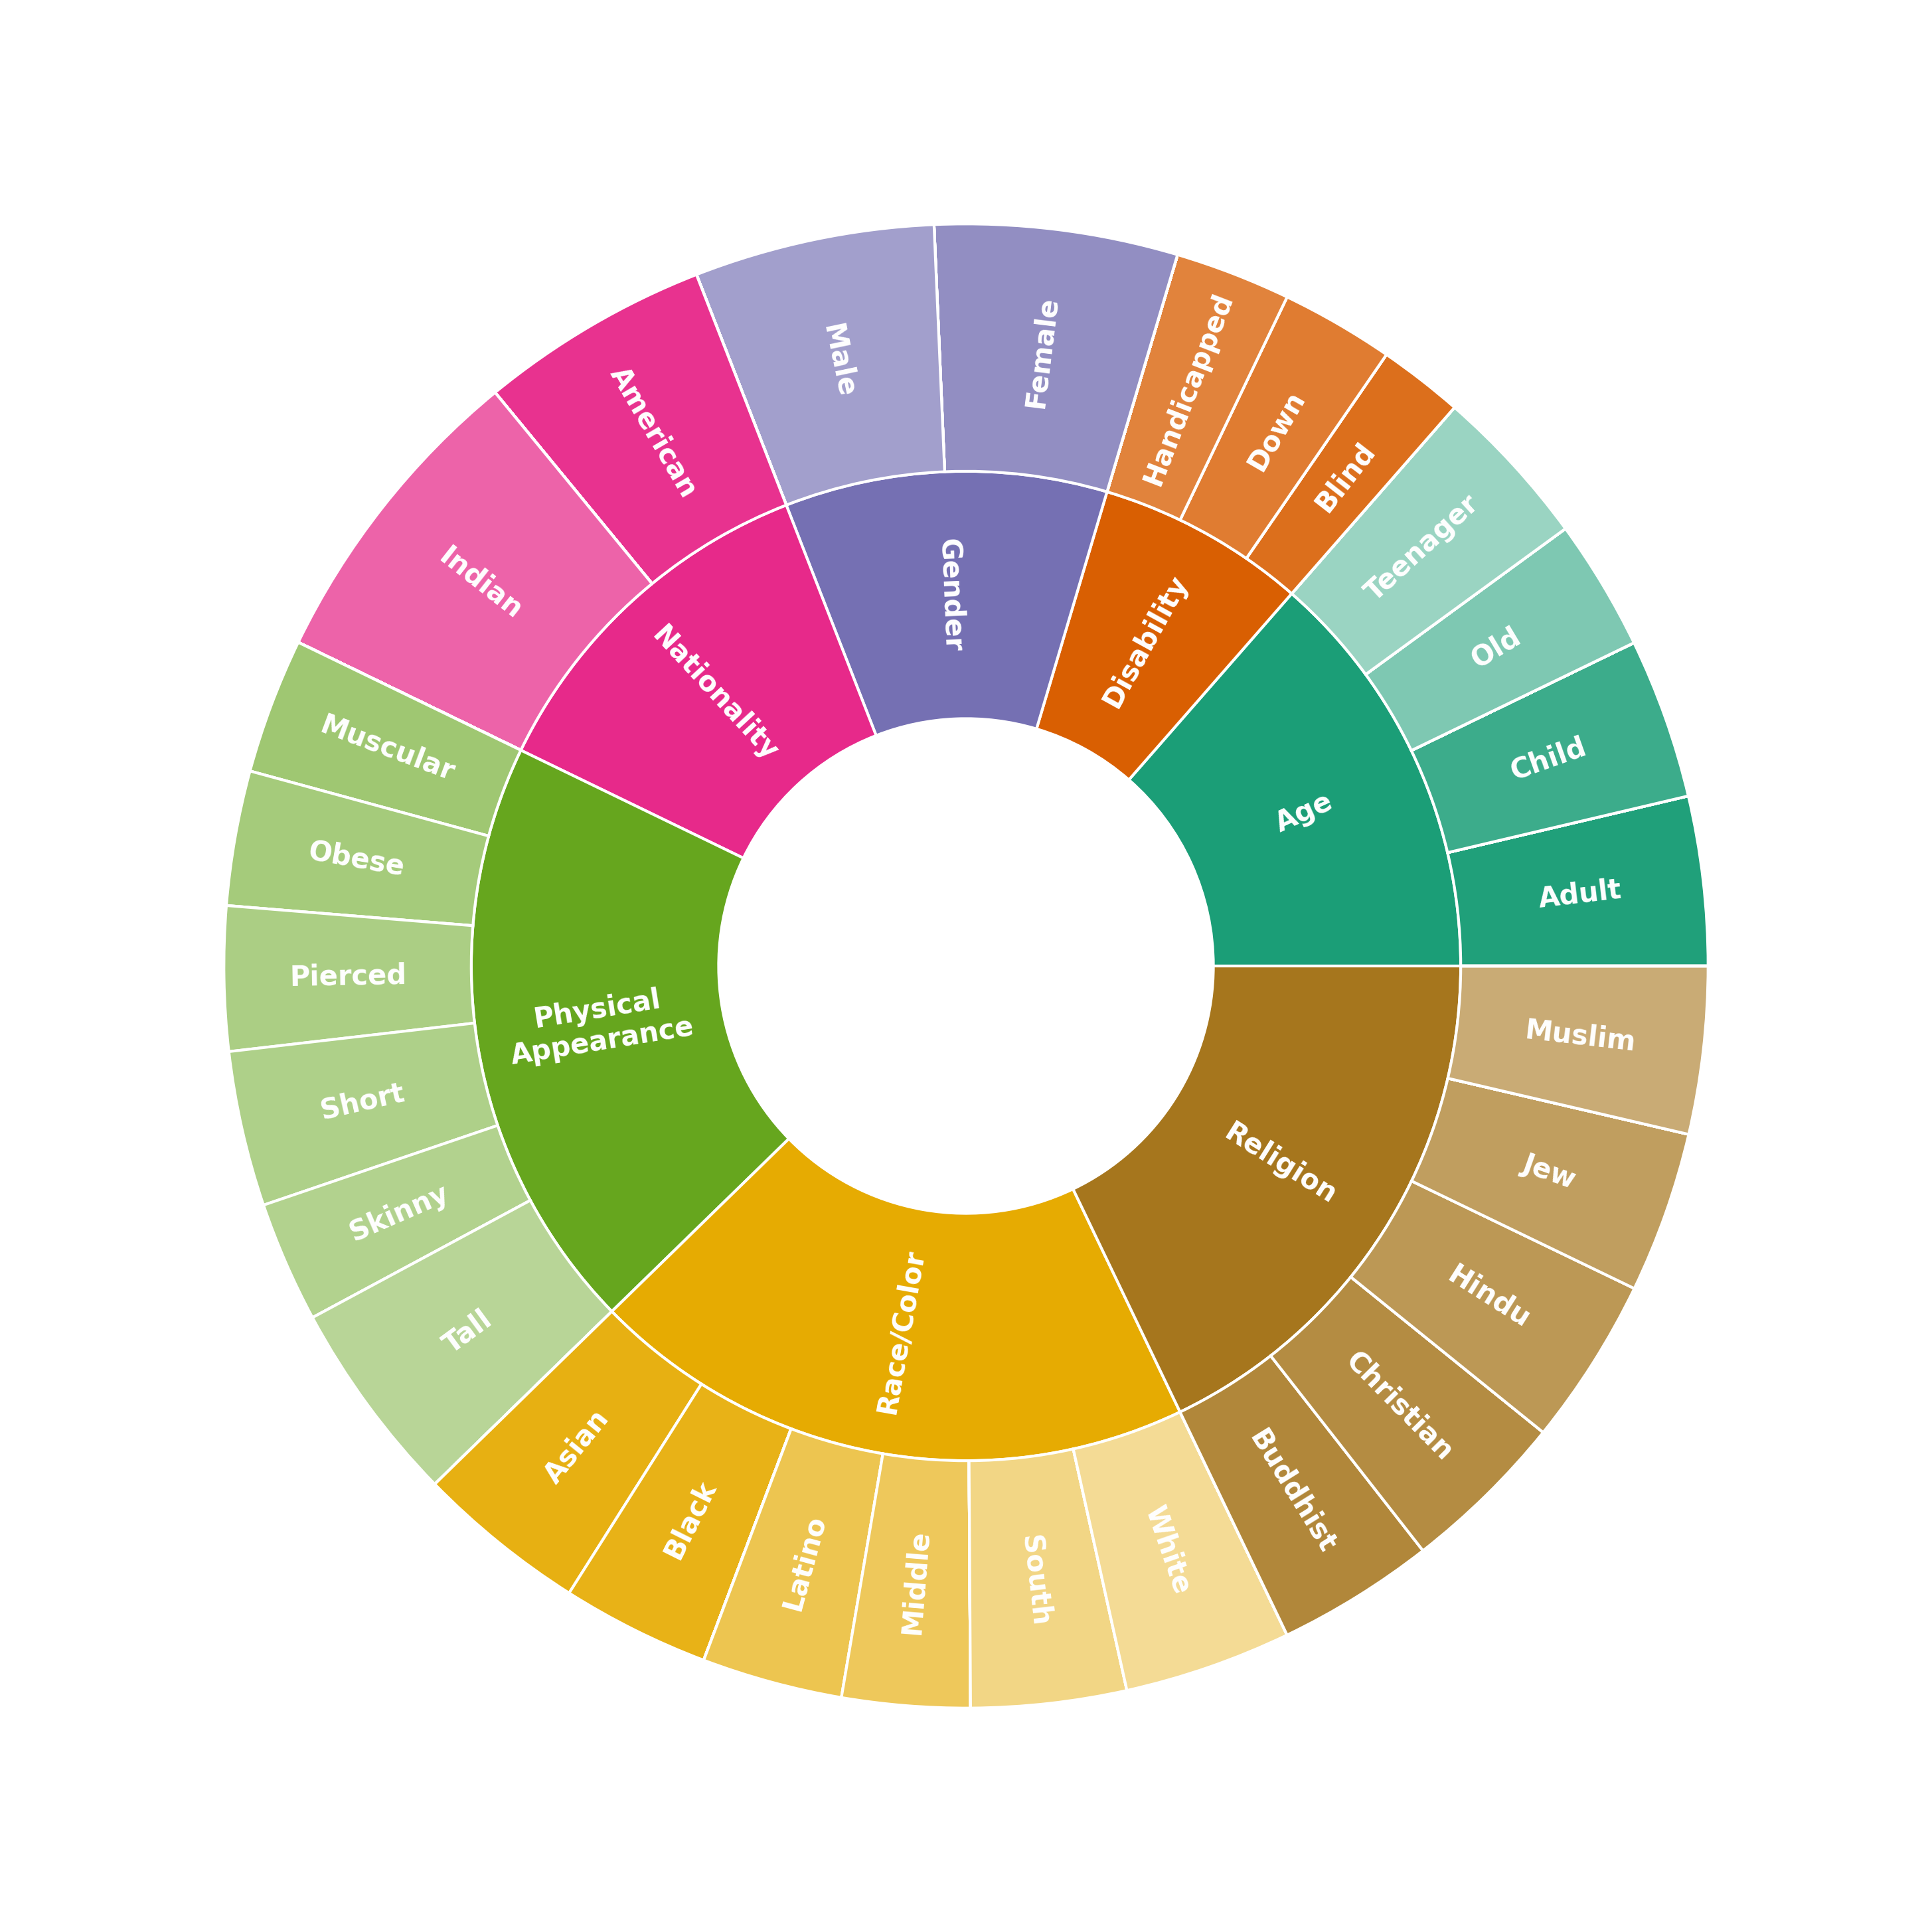 Male
Female
Handicapped
Down
Blind
Teenager
Old
Child
Adult
American
Indian
Gender
Disability
Nationality
Age
Muscular
Obese
Pierced
Short
Skinny
Tall
Physical
Appearance
Religion
Race/Color
Muslim
Jew
Hindu
Christian
Buddhist
Asian
Black
Latino
Middle
South
White